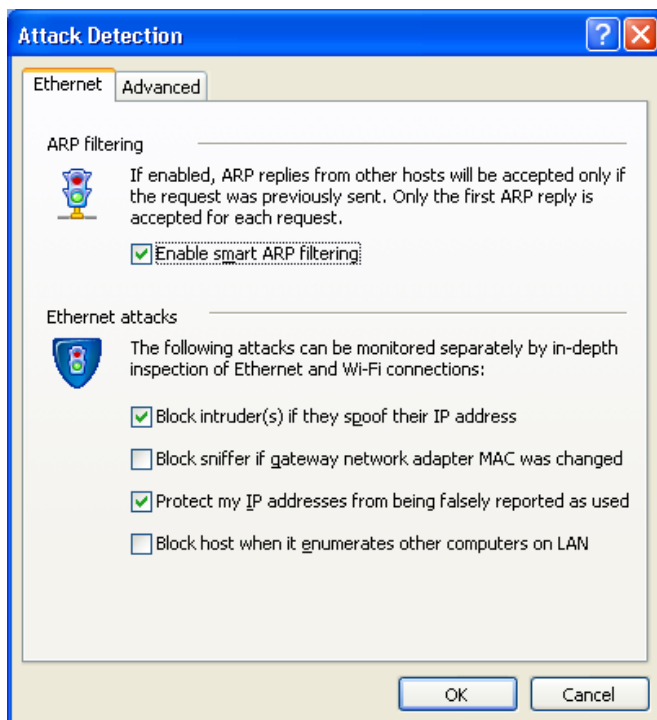 Attack Detection
Ethernet
Advanced
ARP filtering
If enabled, ARP replies from other hosts will be accepted only if
the request was previously sent. Only the first ARP reply is
accepted for each request.
Enable smart ARP filtering
Ethernet attacks
The following attacks can be monitored separately by in-depth
inspection of Ethernet and Wi-Fi connections:
Block intruder(s) if they spoof their IP address
Block sniffer if gateway network adapter MAC was changed
Protect my IP addresses from being falsely reported as used
Block host when it enumerates other computers on LAN
OK
Cancel